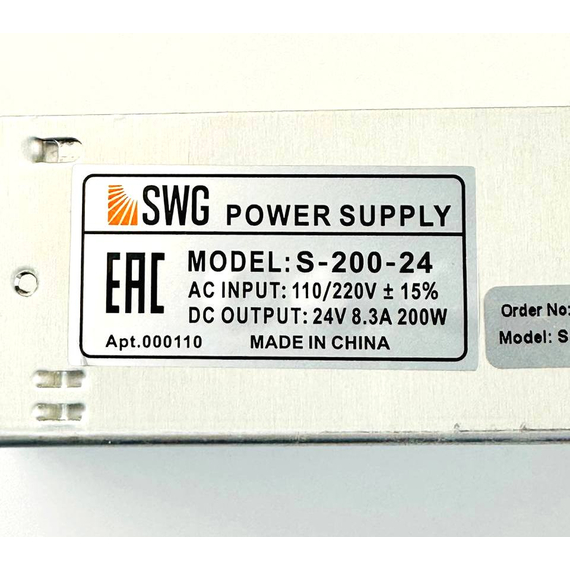 SWG POWER SUPPLY
EAC
MODEL: S-200-24
AC INPUT: 110/220V ± 15%
DC OUTPUT: 24V 8.3A 200W
Apt.000110 MADE IN CHINA
Order No:
Model: S